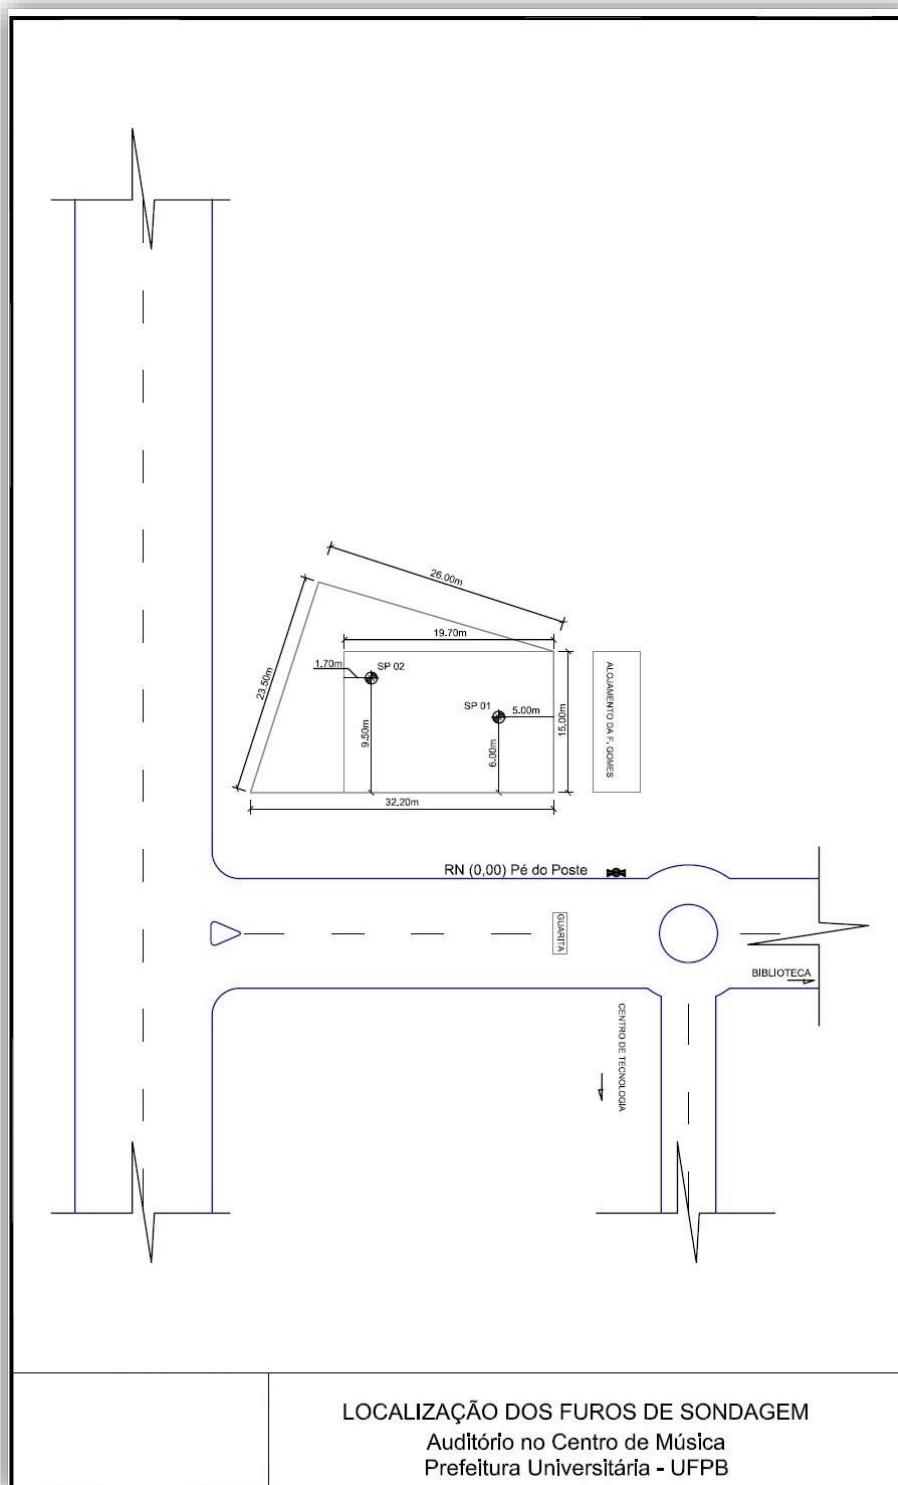 26.00m
19.70m
23.50m
1.70m
SP 02
SP 01
5.00m
9.50m
6.00m
15.00m
32.20m
ALOJAMENTO DA F. GOMES
RN (0,00) Pé do Poste
GUARITA
BIBLIOTECA
CENTRO DE TECNOLOGIA
LOCALIZAÇÃO DOS FUROS DE SONDAGEM
Auditório no Centro de Música
Prefeitura Universitária - UFPB